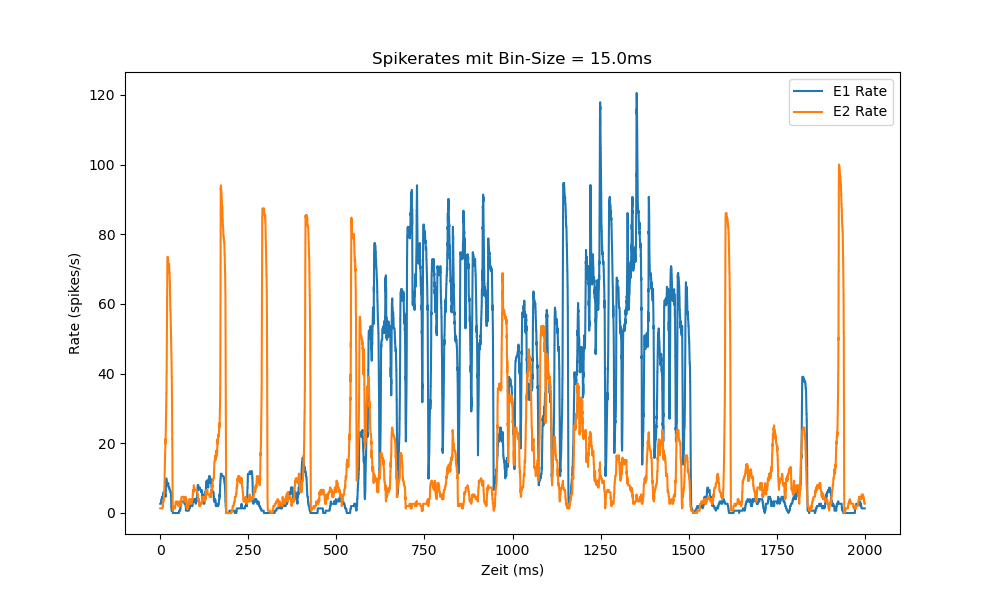 Spikerates mit Bin-Size = 15.0ms
E1 Rate
E2 Rate
120
100
80
60
40
20
0
Rate (spikes/s)
0 250 500 750 1000 1250 1500 1750 2000
Zeit (ms)